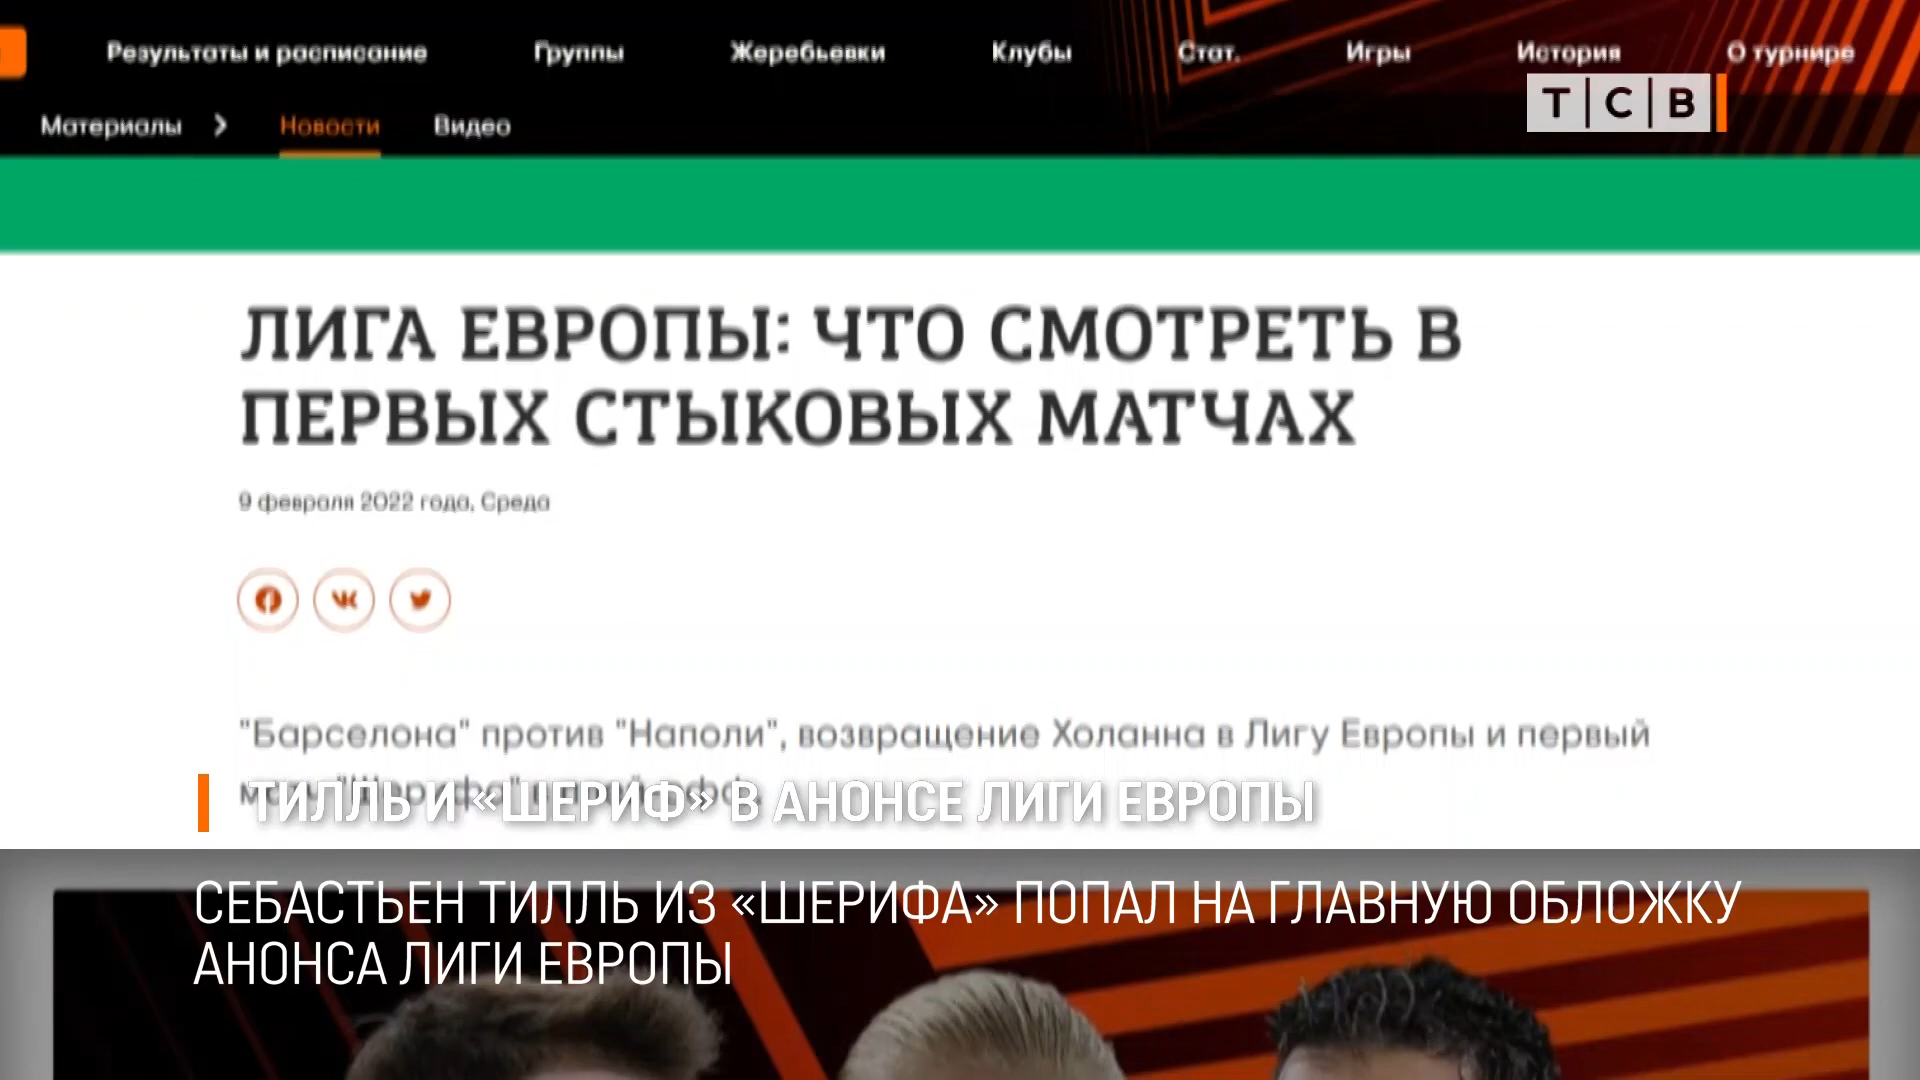 Результаты и расписание Группы Жеребьевки Клубы Стат. Игры История О турнире
Т С В
Материалы Новости Видео
ЛИГА ЕВРОПЫ: ЧТО СМОТРЕТЬ В
ПЕРВЫХ СТЫКОВЫХ МАТЧАХ
9 февраля 2022 года, Среда
"Барселона" против "Наполи", возвращение Холанна в Лигу Европы и первый
ТИЛЛЬ И «ШЕРИФ» В АНОНСЕ ЛИГИ ЕВРОПЫ
СЕБАСТЬЕН ТИЛЛЬ ИЗ «ШЕРИФА» ПОПАЛ НА ГЛАВНУЮ ОБЛОЖКУ
АНОНСА ЛИГИ ЕВРОПЫ